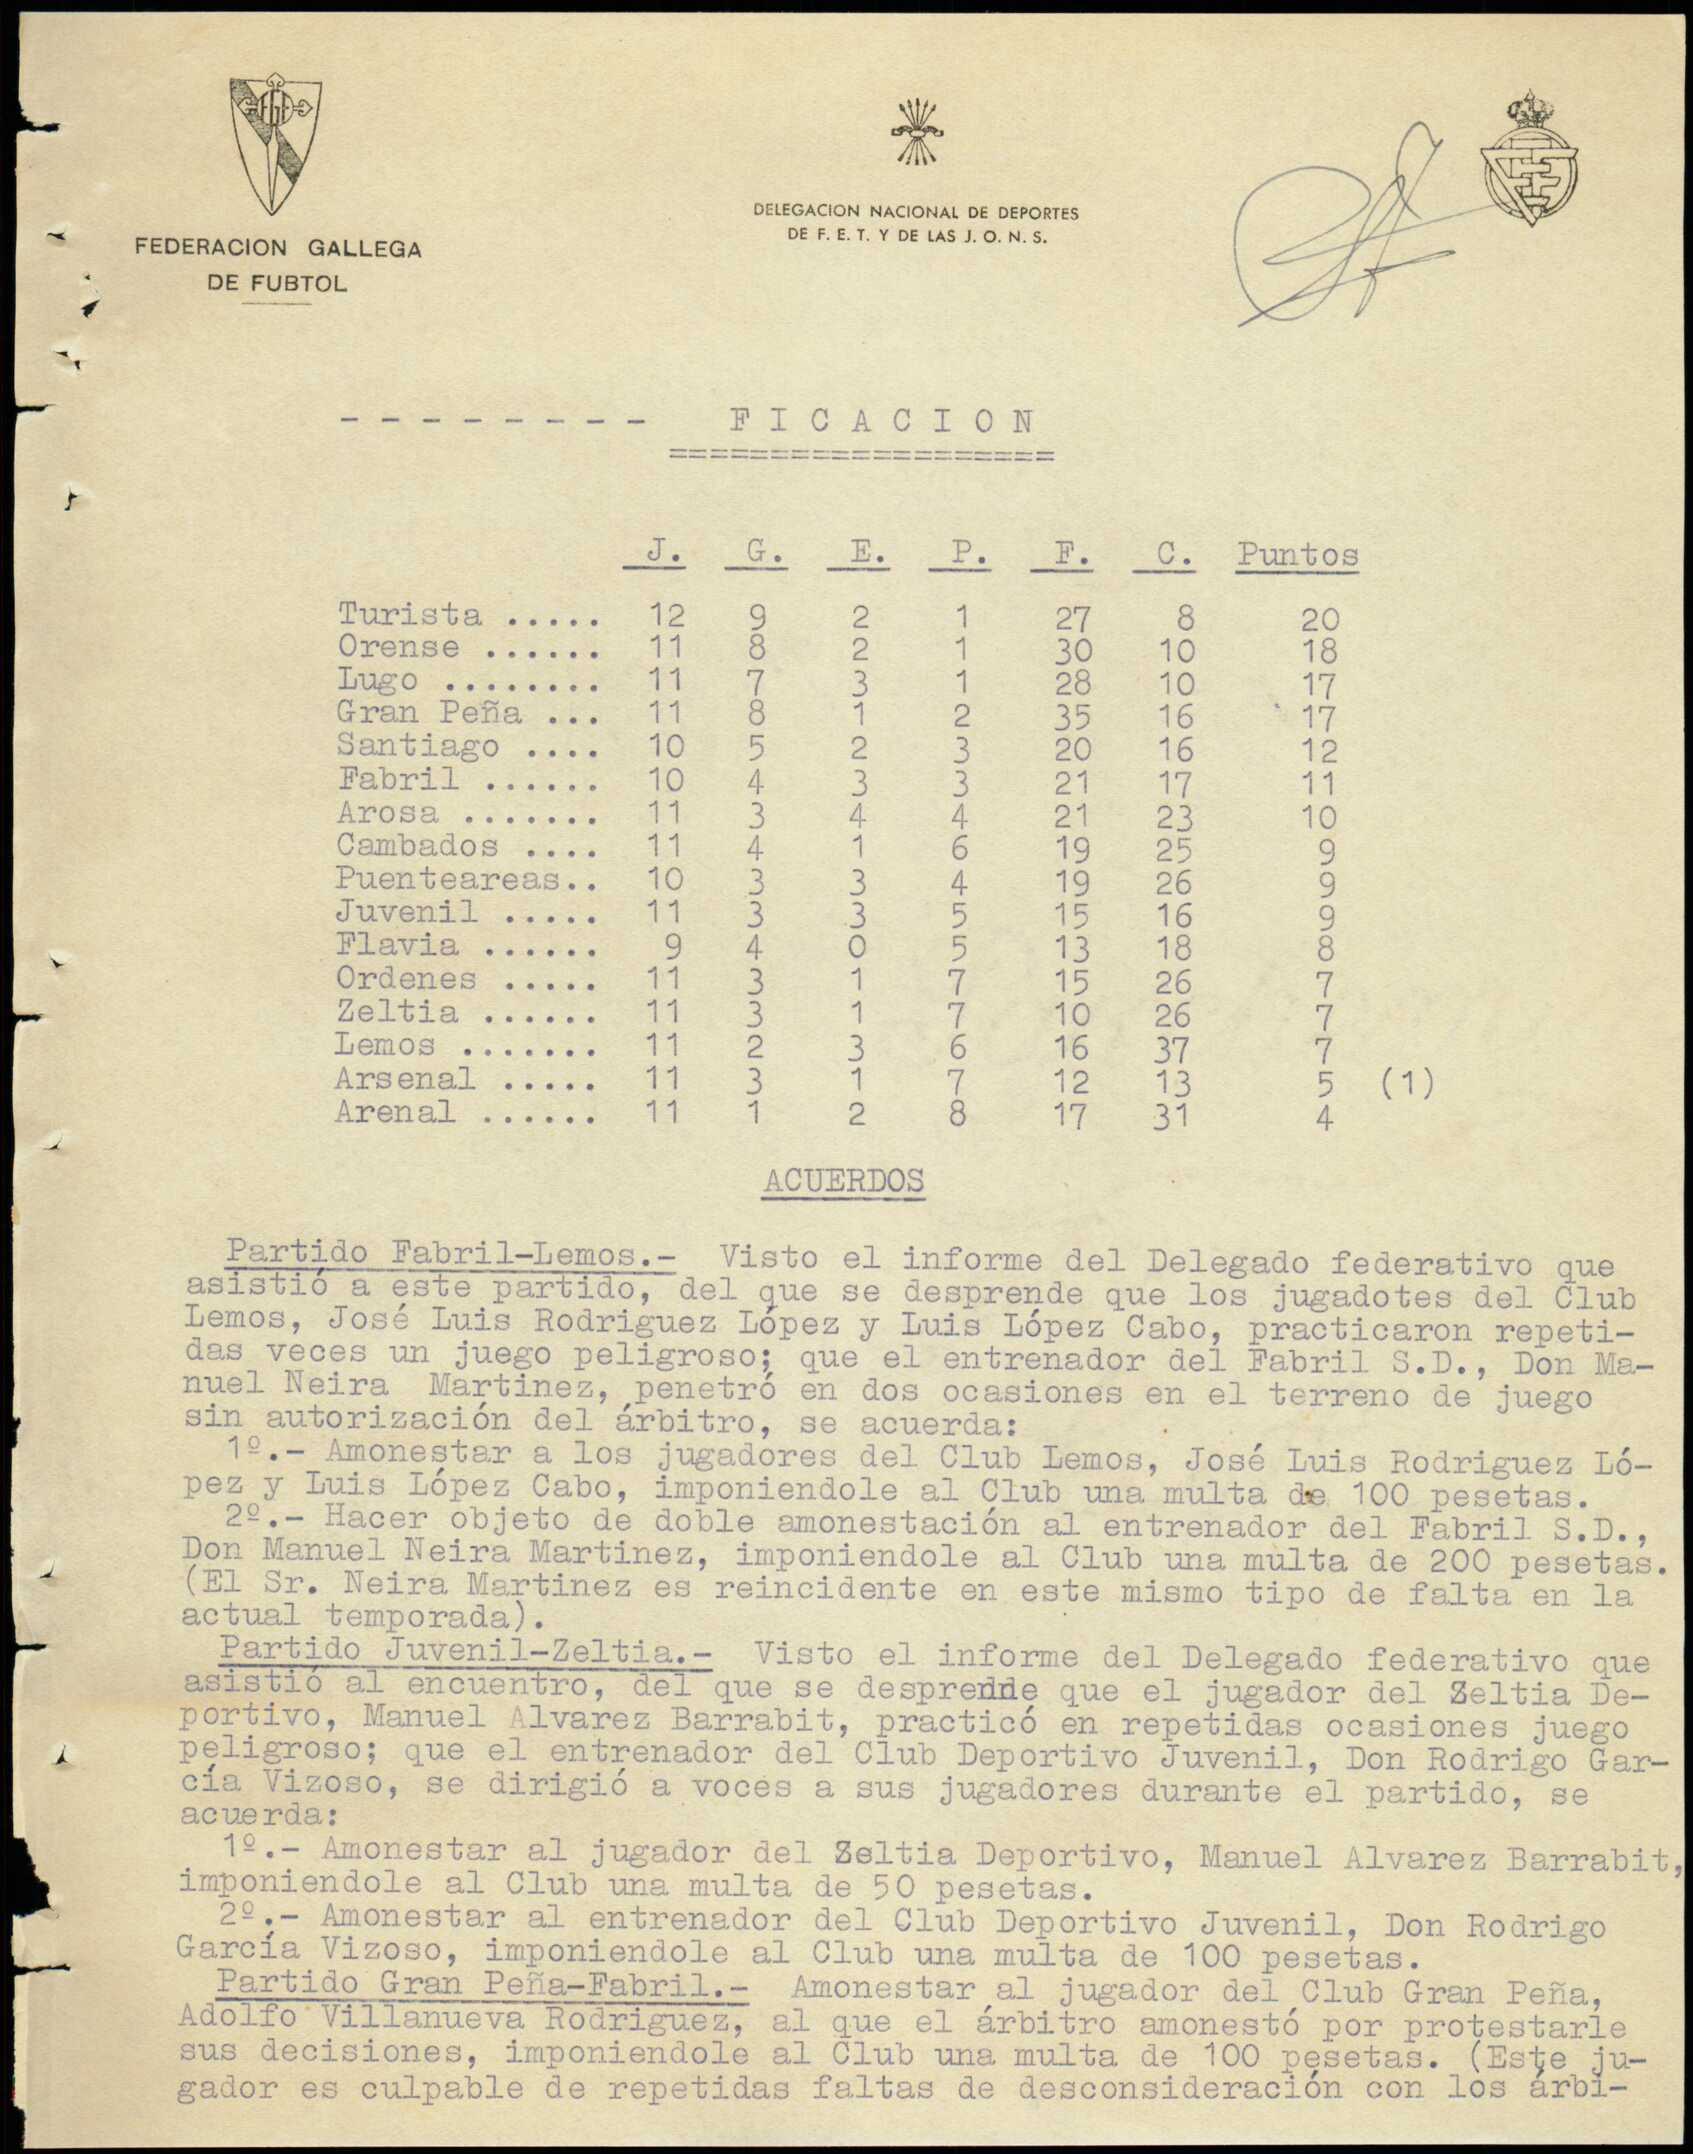 FEDERACION GALLEGA
DE FUBTOL
DELEGACION NACIONAL DE DEPORTES
DE F. E. T. Y DE LAS J. O. N. S.
- - - - - - - - F I C A C I O N
===================
J. G. E. P. F. C. Puntos
Turista ..... 12 9 2 1 27 8 20
Orense ...... 11 8 2 1 30 10 18
Lugo ........ 11 7 3 1 28 10 17
Gran Peña ... 11 8 1 2 35 16 17
Santiago .... 10 5 2 3 20 16 12
Fabril ...... 10 4 3 3 21 17 11
Arosa ....... 11 3 4 4 21 23 10
Cambados .... 11 4 1 6 19 25 9
Puenteareas.. 10 3 3 4 19 26 9
Juvenil ..... 11 3 3 5 15 16 9
Flavia ...... 9 4 0 5 13 18 8
Ordenes ..... 11 3 1 7 15 26 7
Zeltia ...... 11 3 1 7 10 26 7
Lemos ....... 11 2 3 6 16 37 7
Arsenal ..... 11 3 1 7 12 13 5 (1)
Arenal ...... 11 1 2 8 17 31 4
ACUERDOS
Partido Fabril-Lemos.- Visto el informe del Delegado federativo que
asistió a este partido, del que se desprende que los jugadotes del Club
Lemos, José Luis Rodriguez López y Luis López Cabo, practicaron repeti-
das veces un juego peligroso; que el entrenador del Fabril S.D., Don Ma-
nuel Neira Martinez, penetró en dos ocasiones en el terreno de juego
sin autorización del árbitro, se acuerda:
1º.- Amonestar a los jugadores del Club Lemos, José Luis Rodriguez Ló-
pez y Luis López Cabo, imponiendole al Club una multa de 100 pesetas.
2º.- Hacer objeto de doble amonestación al entrenador del Fabril S.D.,
Don Manuel Neira Martinez, imponiendole al Club una multa de 200 pesetas.
(El Sr. Neira Martinez es reincidente en este mismo tipo de falta en la
actual temporada).
Partido Juvenil-Zeltia.- Visto el informe del Delegado federativo que
asistió al encuentro, del que se desprende que el jugador del Zeltia De-
portivo, Manuel Alvarez Barrabit, practicó en repetidas ocasiones juego
peligroso; que el entrenador del Club Deportivo Juvenil, Don Rodrigo Gar-
cía Vizoso, se dirigió a voces a sus jugadores durante el partido, se
acuerda:
1º.- Amonestar al jugador del Zeltia Deportivo, Manuel Alvarez Barrabit,
imponiendole al Club una multa de 50 pesetas.
2º.- Amonestar al entrenador del Club Deportivo Juvenil, Don Rodrigo
García Vizoso, imponiendole al Club una multa de 100 pesetas.
Partido Gran Peña-Fabril.- Amonestar al jugador del Club Gran Peña,
Adolfo Villanueva Rodriguez, al que el árbitro amonestó por protestarle
sus decisiones, imponiendole al Club una multa de 100 pesetas. (Este ju-
gador es culpable de repetidas faltas de desconsideración con los árbi-